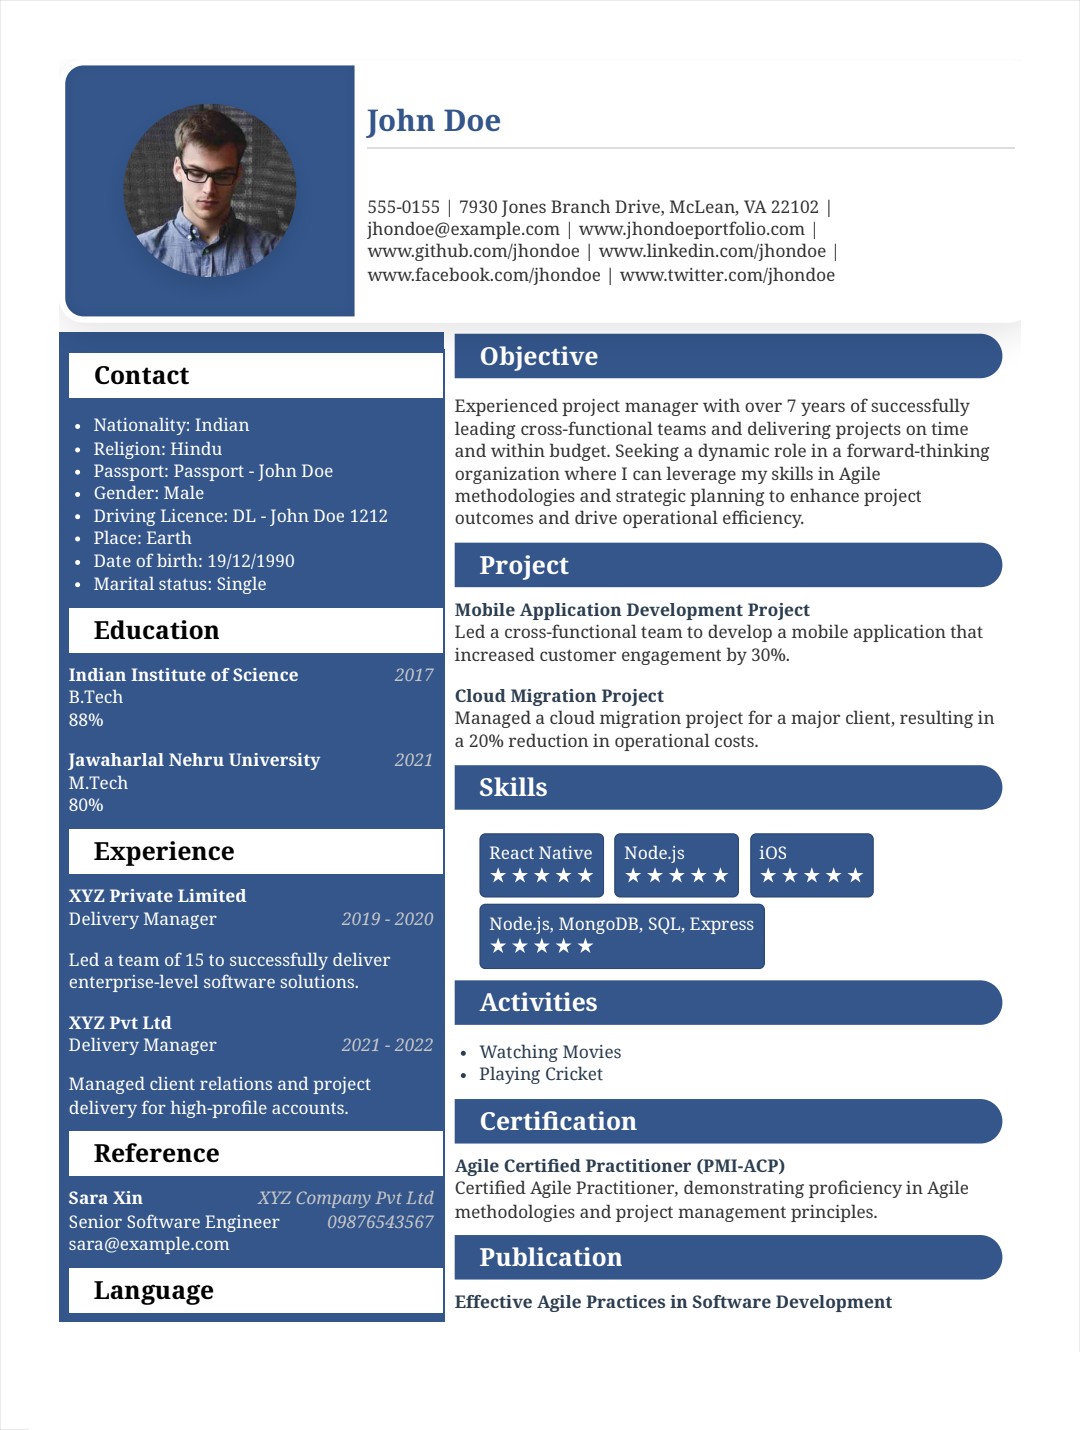 John Doe
555-0155 | 7930 Jones Branch Drive, McLean, VA 22102 |
jhondoe@example.com | www.jhondoeportfolio.com |
www.github.com/jhondoe | www.linkedin.com/jhondoe |
www.facebook.com/jhondoe | www.twitter.com/jhondoe
Contact
• Nationality: Indian
• Religion: Hindu
• Passport: Passport - John Doe
• Gender: Male
• Driving Licence: DL - John Doe 1212
• Place: Earth
• Date of birth: 19/12/1990
• Marital status: Single
Education
Indian Institute of Science 2017
B.Tech
88%
Jawaharlal Nehru University 2021
M.Tech
80%
Experience
XYZ Private Limited
Delivery Manager 2019 - 2020
Led a team of 15 to successfully deliver
enterprise-level software solutions.
XYZ Pvt Ltd
Delivery Manager 2021 - 2022
Managed client relations and project
delivery for high-profile accounts.
Reference
Sara Xin XYZ Company Pvt Ltd
Senior Software Engineer 09876543567
sara@example.com
Language
Objective
Experienced project manager with over 7 years of successfully
leading cross-functional teams and delivering projects on time
and within budget. Seeking a dynamic role in a forward-thinking
organization where I can leverage my skills in Agile
methodologies and strategic planning to enhance project
outcomes and drive operational efficiency.
Project
Mobile Application Development Project
Led a cross-functional team to develop a mobile application that
increased customer engagement by 30%.
Cloud Migration Project
Managed a cloud migration project for a major client, resulting in
a 20% reduction in operational costs.
Skills
React Native Node.js iOS
★★★★★ ★★★★★ ★★★★★
Node.js, MongoDB, SQL, Express
★★★★★
Activities
• Watching Movies
• Playing Cricket
Certification
Agile Certified Practitioner (PMI-ACP)
Certified Agile Practitioner, demonstrating proficiency in Agile
methodologies and project management principles.
Publication
Effective Agile Practices in Software Development